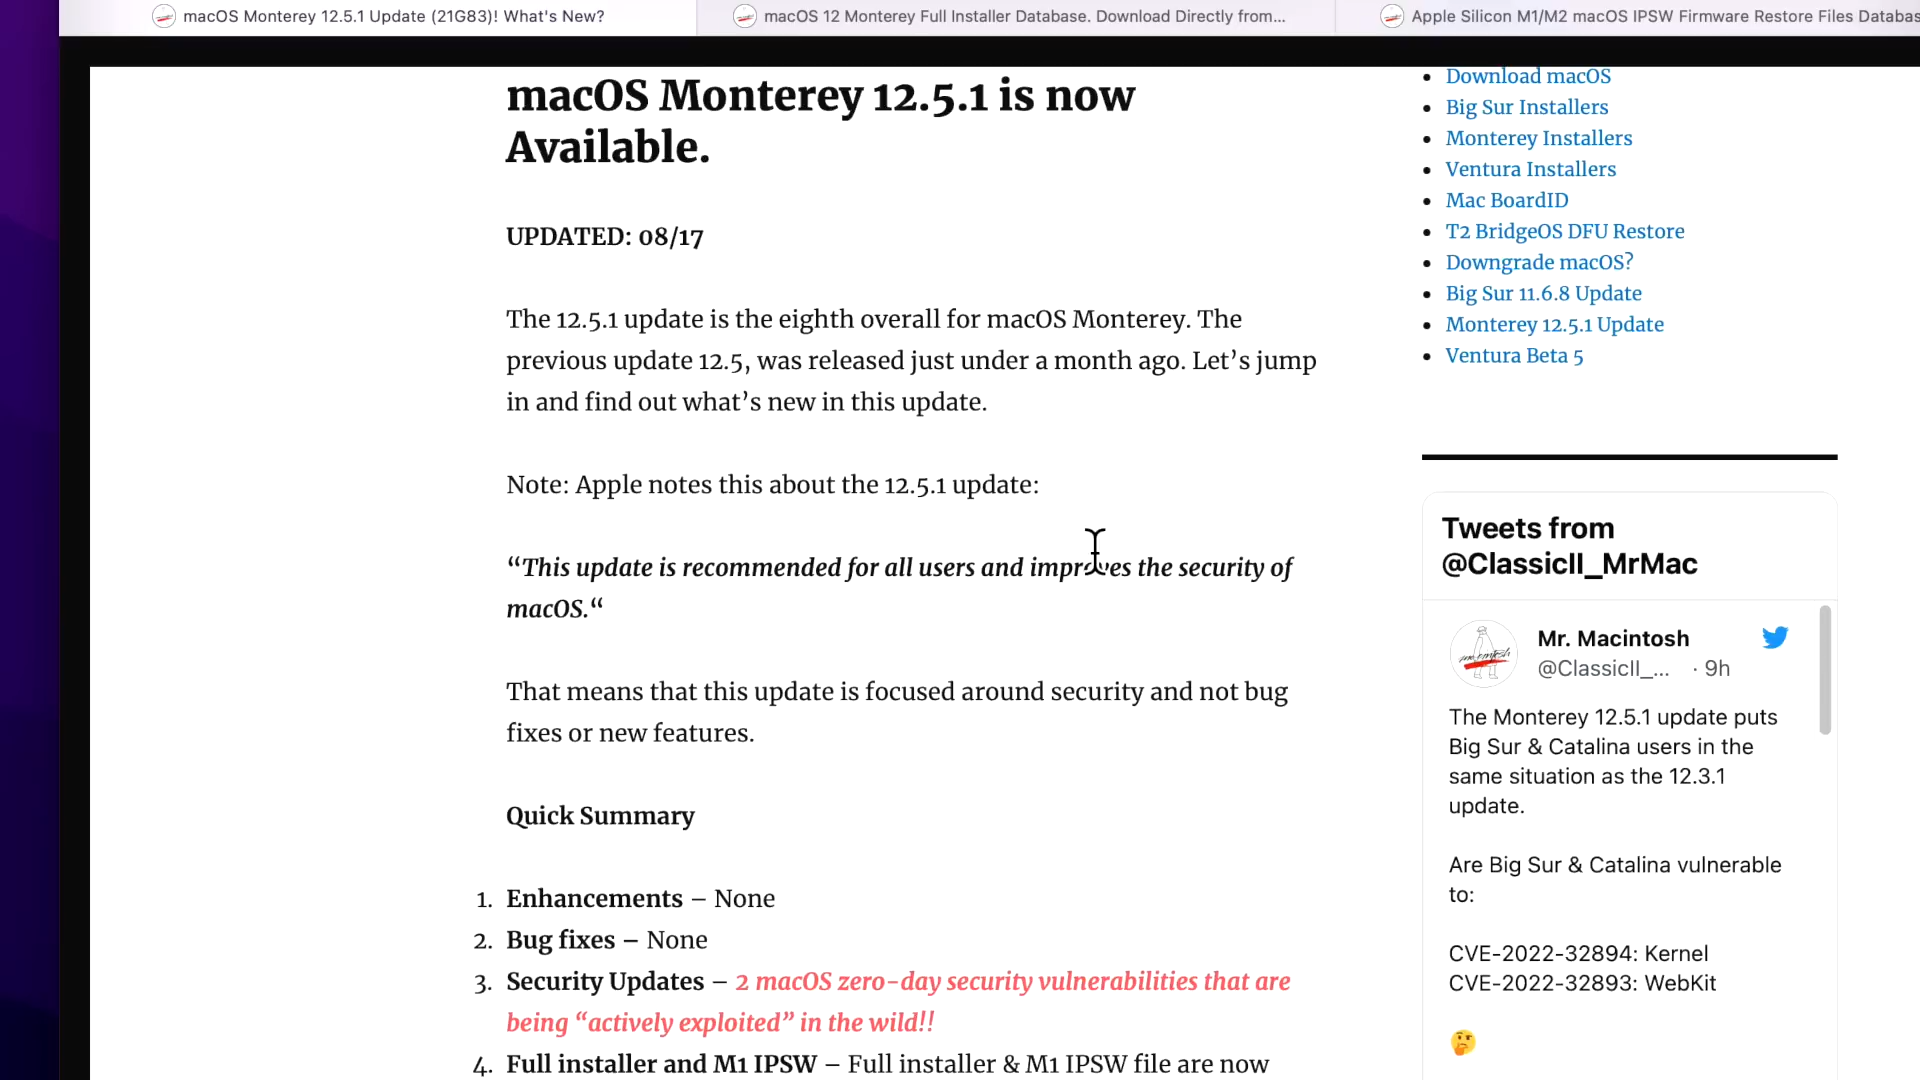 macOS Monterey 12.5.1 Update (21G83)! What's New?
macOS 12 Monterey Full Installer Database. Download Directly from...
Apple Silicon M1/M2 macOS IPSW Firmware Restore Files Databas
macOS Monterey 12.5.1 is now
Available.
UPDATED: 08/17
The 12.5.1 update is the eighth overall for macOS Monterey. The
previous update 12.5, was released just under a month ago. Let’s jump
in and find out what’s new in this update.
Note: Apple notes this about the 12.5.1 update:
“This update is recommended for all users and improves the security of
macOS.“
That means that this update is focused around security and not bug
fixes or new features.
Quick Summary
1. Enhancements – None
2. Bug fixes – None
3. Security Updates – 2 macOS zero-day security vulnerabilities that are
being “actively exploited” in the wild!!
4. Full installer and M1 IPSW – Full installer & M1 IPSW file are now
Download macOS
Big Sur Installers
Monterey Installers
Ventura Installers
Mac BoardID
T2 BridgeOS DFU Restore
Downgrade macOS?
Big Sur 11.6.8 Update
Monterey 12.5.1 Update
Ventura Beta 5
Tweets from
@ClassicII_MrMac
Mr. Macintosh
@ClassicII_... · 9h
The Monterey 12.5.1 update puts
Big Sur & Catalina users in the
same situation as the 12.3.1
update.
Are Big Sur & Catalina vulnerable
to:
CVE-2022-32894: Kernel
CVE-2022-32893: WebKit
🤔